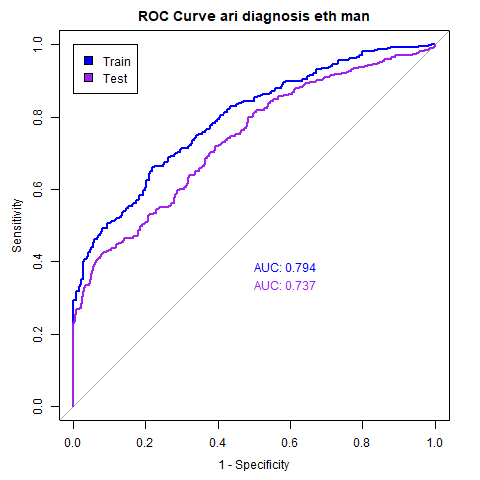 ROC Curve ari diagnosis eth man
Train
Test
1.0
0.8
0.6
0.4
0.2
0.0
Sensitivity
AUC: 0.794
AUC: 0.737
0.0 0.2 0.4 0.6 0.8 1.0
1 - Specificity